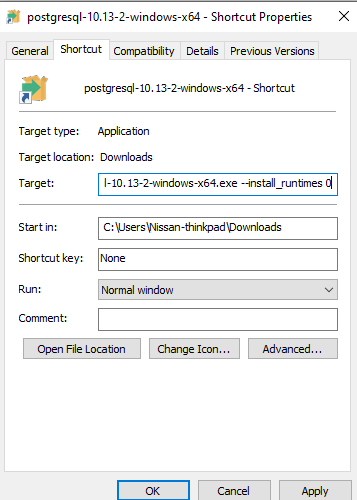 postgresql-10.13-2-windows-x64 - Shortcut Properties
General Shortcut Compatibility Details Previous Versions
postgresql-10.13-2-windows-x64 - Shortcut
Target type: Application
Target location: Downloads
Target: l-10.13-2-windows-x64.exe --install_runtimes 0
Start in: C:\Users\Nissan-thinkpad\Downloads
Shortcut key: None
Run: Normal window
Comment:
Open File Location Change Icon... Advanced...
OK Cancel Apply